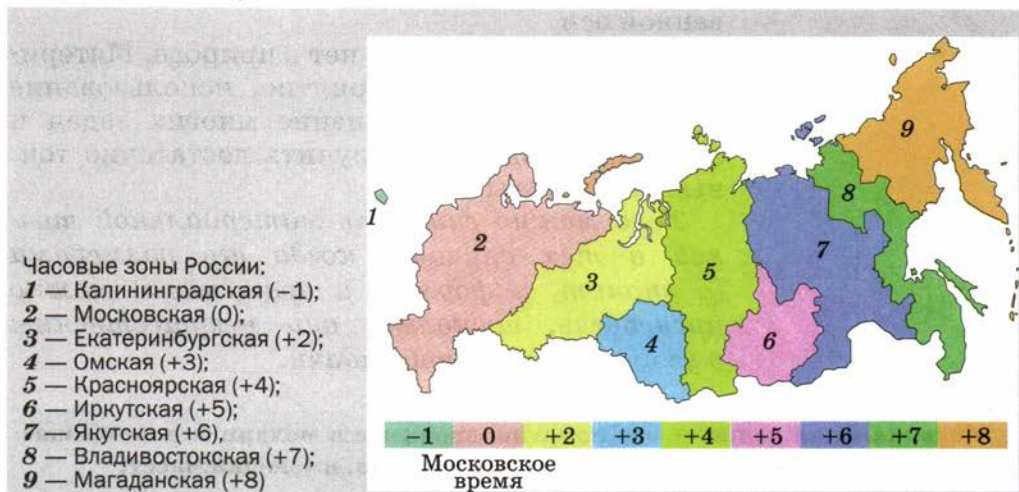 Часовые зоны России:
1 — Калининградская (−1);
2 — Московская (0);
3 — Екатеринбургская (+2);
4 — Омская (+3);
5 — Красноярская (+4);
6 — Иркутская (+5);
7 — Якутская (+6),
8 — Владивостокская (+7);
9 — Магаданская (+8)
1
2
3
4
5
6
7
8
9
−1 0 +2 +3 +4 +5 +6 +7 +8
Московское
время